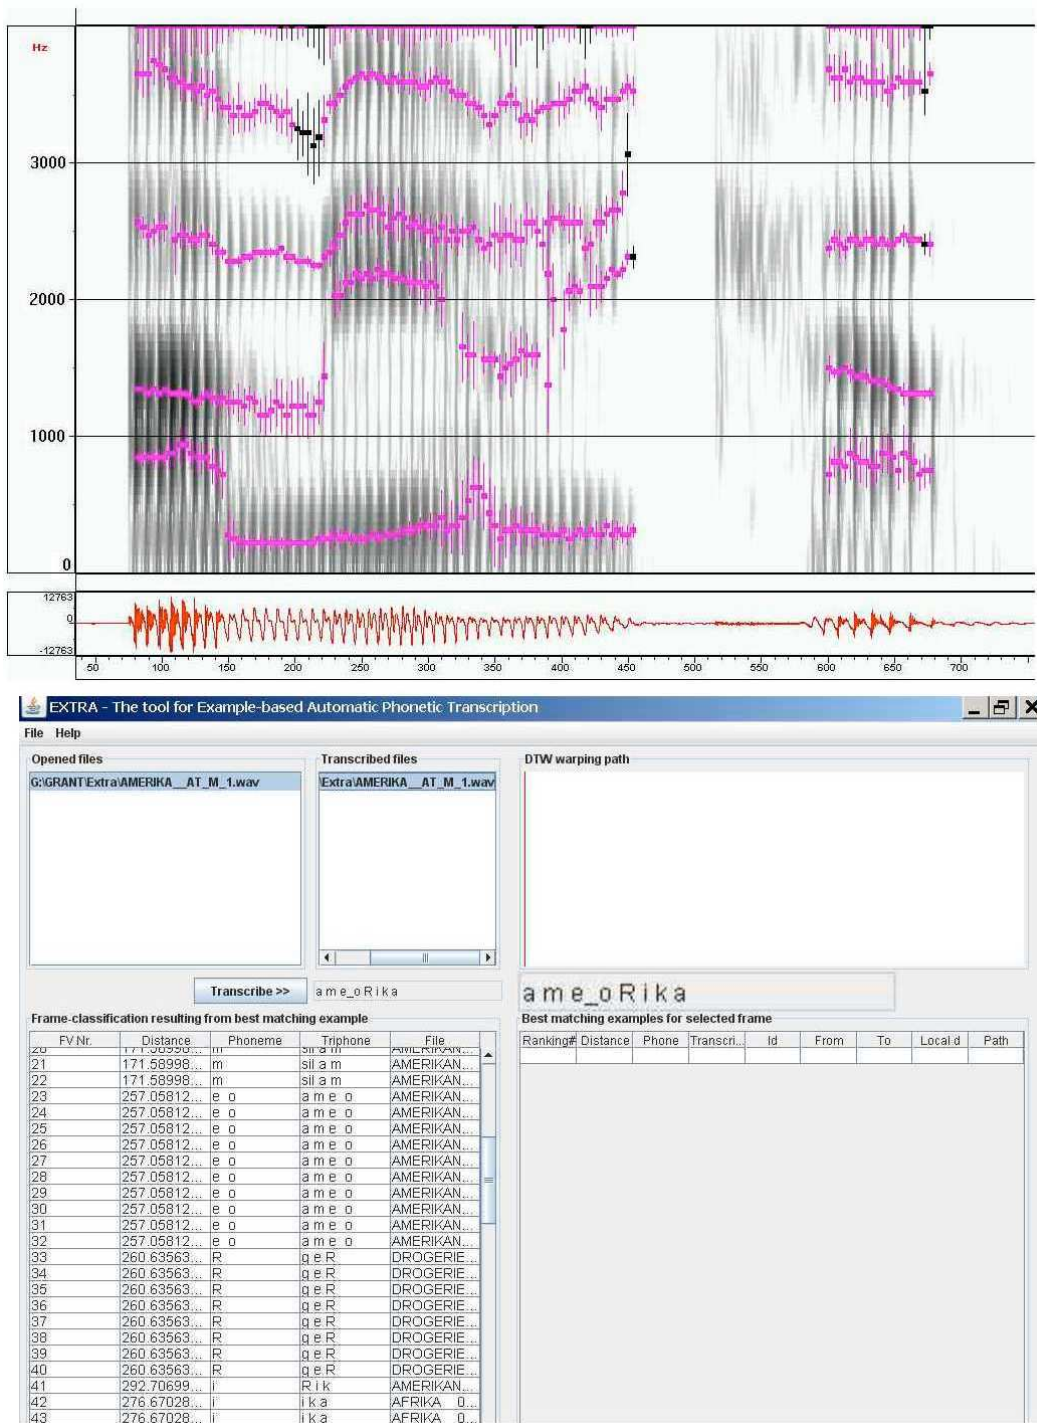 Hz
3000
2000
1000
0
12763
0
-12763
50 100 150 200 250 300 350 400 450 500 550 600 650 700
EXTRA - The tool for Example-based Automatic Phonetic Transcription
File Help
Opened files Transcribed files DTW warping path
G:\GRANT\Extra\AMERIKA__AT_M_1.wav \Extra\AMERIKA__AT_M_1.wav
Transcribe >> a m e_o R i k a a m e_o R i k a
Frame-classification resulting from best matching example Best matching examples for selected frame
FV Nr. Distance Phoneme Triphone File Ranking# Distance Phone Transcri... Id From To Local d Path
20 171.58998... m sil a m AMERIKAN...
21 171.58998... m sil a m AMERIKAN...
22 171.58998... m sil a m AMERIKAN...
23 257.05812... e o a m e o AMERIKAN...
24 257.05812... e o a m e o AMERIKAN...
25 257.05812... e o a m e o AMERIKAN...
26 257.05812... e o a m e o AMERIKAN...
27 257.05812... e o a m e o AMERIKAN...
28 257.05812... e o a m e o AMERIKAN...
29 257.05812... e o a m e o AMERIKAN...
30 257.05812... e o a m e o AMERIKAN...
31 257.05812... e o a m e o AMERIKAN...
32 257.05812... e o a m e o AMERIKAN...
33 260.63563... R g e R DROGERIE...
34 260.63563... R g e R DROGERIE...
35 260.63563... R g e R DROGERIE...
36 260.63563... R g e R DROGERIE...
37 260.63563... R g e R DROGERIE...
38 260.63563... R g e R DROGERIE...
39 260.63563... R g e R DROGERIE...
40 260.63563... R g e R DROGERIE...
41 292.70699... i R i k AMERIKAN...
42 276.67028... i i k a AFRIKA 0...
43 276.67028... i i k a AFRIKA 0...